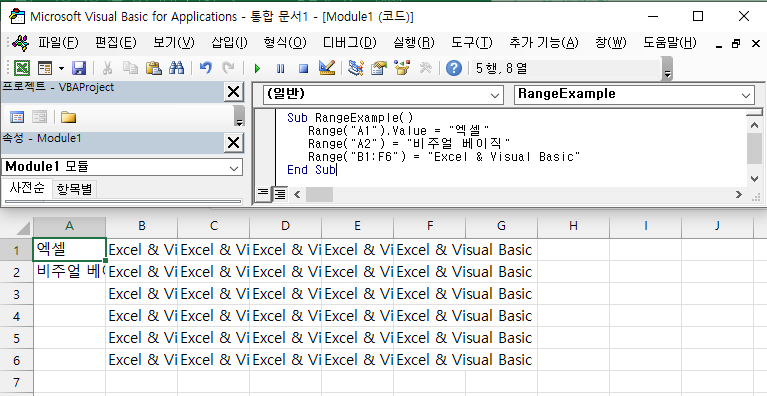 Microsoft Visual Basic for Applications - 통합 문서1 - [Module1 (코드)]
파일(F) 편집(E) 보기(V) 삽입(I) 형식(O) 디버그(D) 실행(R) 도구(T) 추가 기능(A) 창(W) 도움말(H)
5 행, 8 열
프로젝트 - VBAProject
속성 - Module1
Module1 모듈
사전순 항목별
(일반) RangeExample
Sub RangeExample()
Range("A1").Value = "엑셀"
Range("A2") = "비주얼 베이직"
Range("B1:F6") = "Excel & Visual Basic"
End Sub
A B C D E F G H I J
1 엑셀 Excel & Vi Excel & Vi Excel & Vi Excel & Vi Excel & Visual Basic
2 비주얼 베이 Excel & Vi Excel & Vi Excel & Vi Excel & Vi Excel & Visual Basic
3 Excel & Vi Excel & Vi Excel & Vi Excel & Vi Excel & Visual Basic
4 Excel & Vi Excel & Vi Excel & Vi Excel & Vi Excel & Visual Basic
5 Excel & Vi Excel & Vi Excel & Vi Excel & Vi Excel & Visual Basic
6 Excel & Vi Excel & Vi Excel & Vi Excel & Vi Excel & Visual Basic
7